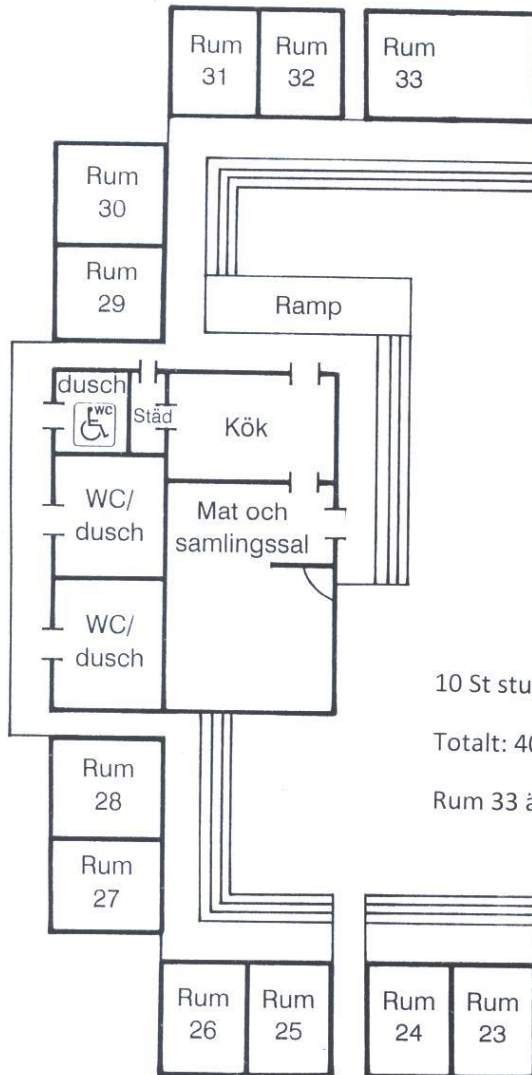 Rum
31
Rum
32
Rum
33
Rum
30
Rum
29
Ramp
dusch
WC
Städ
Kök
WC/
dusch
Mat och
samlingssal
WC/
dusch
10 St
Totalt:
Rum 33
Rum
28
Rum
27
Rum
26
Rum
25
Rum
24
Rum
23